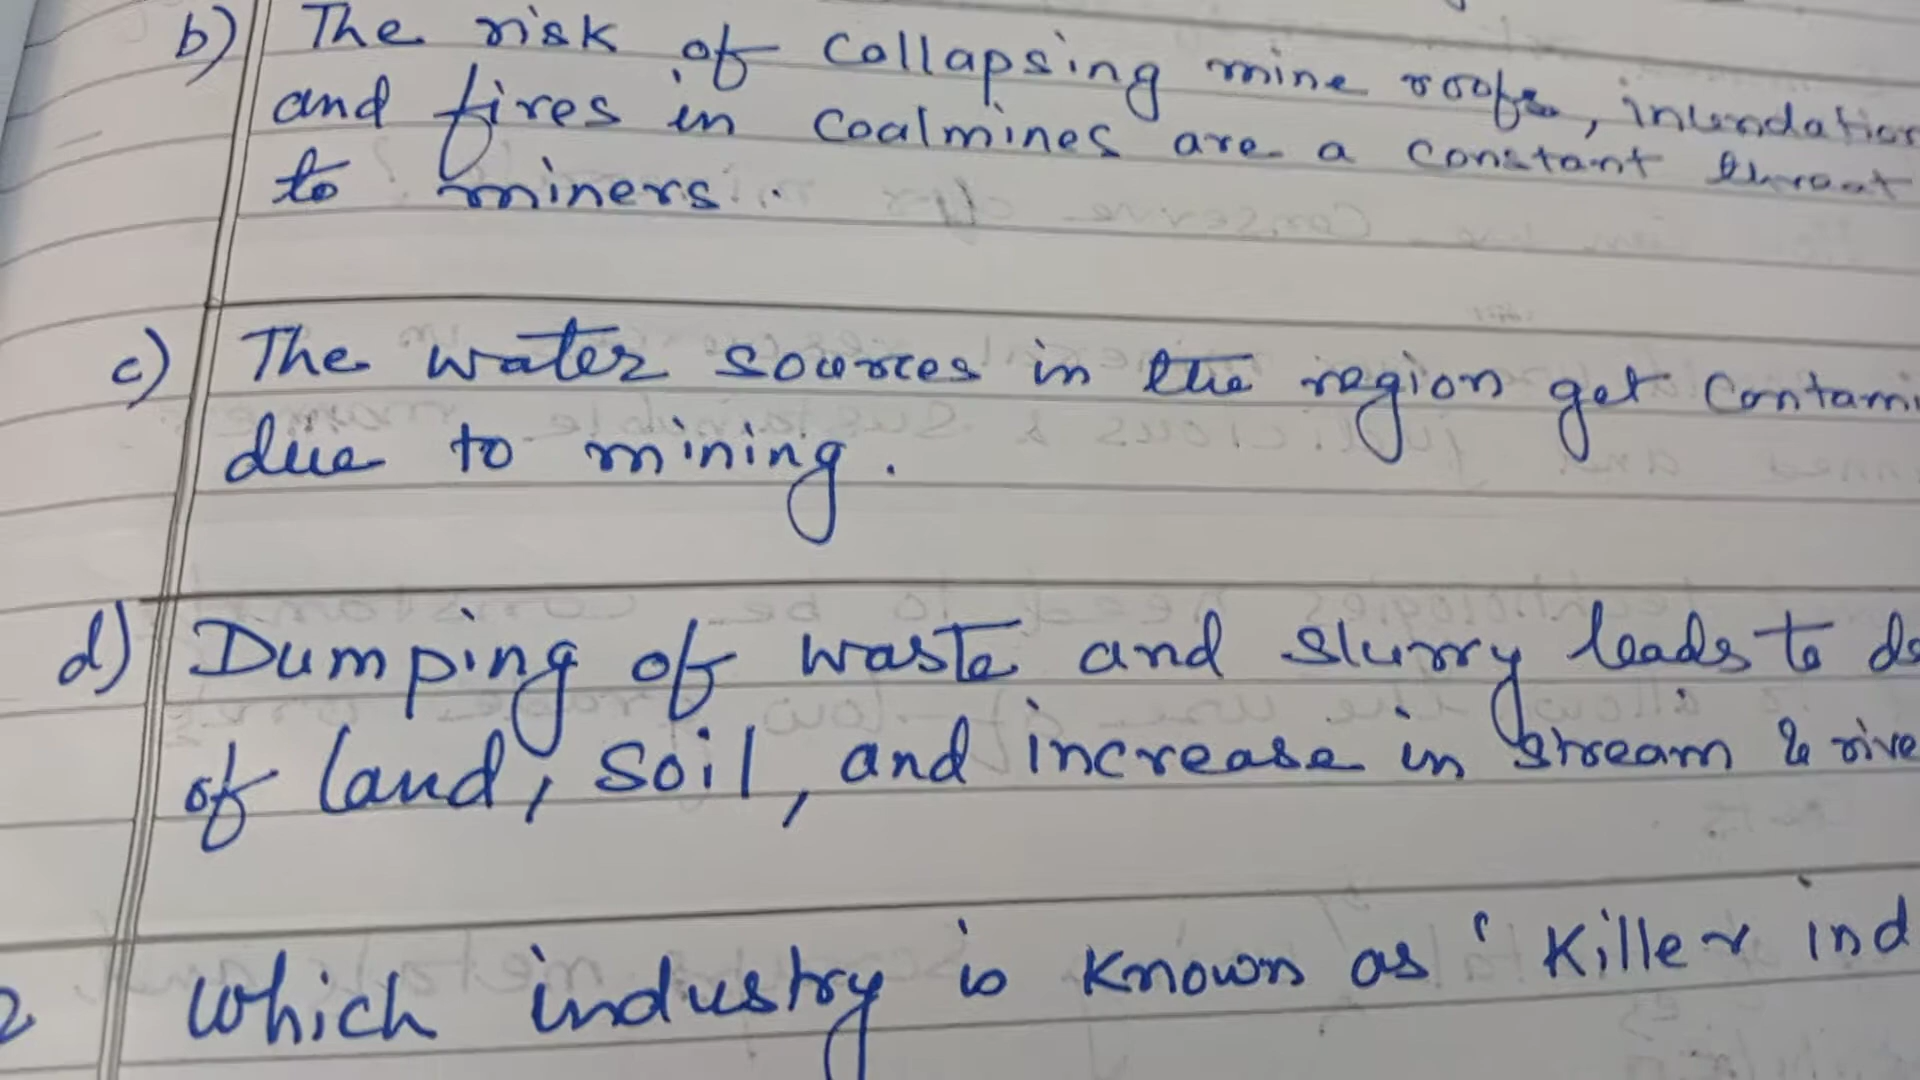 b) The risk of collapsing mine roofs, inundation
and fires in coalmines are a constant threat
to miners.
c) The water sources in the region get contami
due to mining.
d) Dumping of waste and slurry leads to de
of land, soil, and increase in stream & rive
2 Which industry is known as 'Killer ind